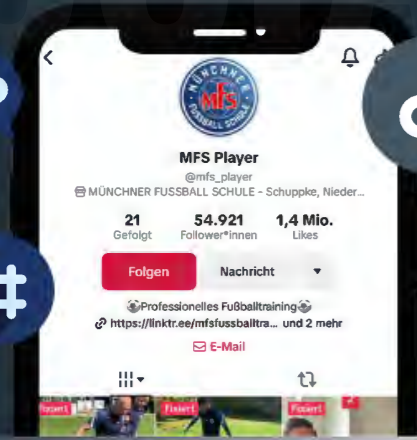 MÜNCHNER
MFS
FUSSBALL SCHULE
MFS Player
@mfs_player
MÜNCHNER FUSSBALL SCHULE - Schuppke, Nieder...
21 54.921 1,4 Mio.
Gefolgt Follower*innen Likes
Folgen Nachricht
⚽Professionelles Fußballtraining⚽
https://linktr.ee/mfsfussballtra... und 2 mehr
E-Mail
#
Fixiert Fixiert Fixiert